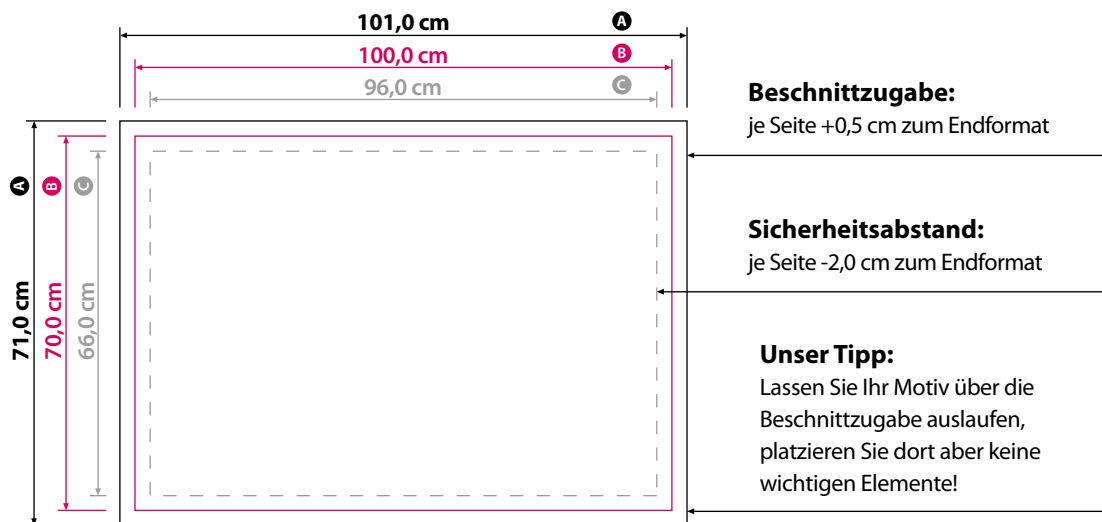 101,0 cm A
100,0 cm B
96,0 cm C
A
B
C
71,0 cm
70,0 cm
66,0 cm
Beschnittzugabe:
je Seite +0,5 cm zum Endformat
Sicherheitsabstand:
je Seite -2,0 cm zum Endformat
Unser Tipp:
Lassen Sie Ihr Motiv über die
Beschnittzugabe auslaufen,
platzieren Sie dort aber keine
wichtigen Elemente!